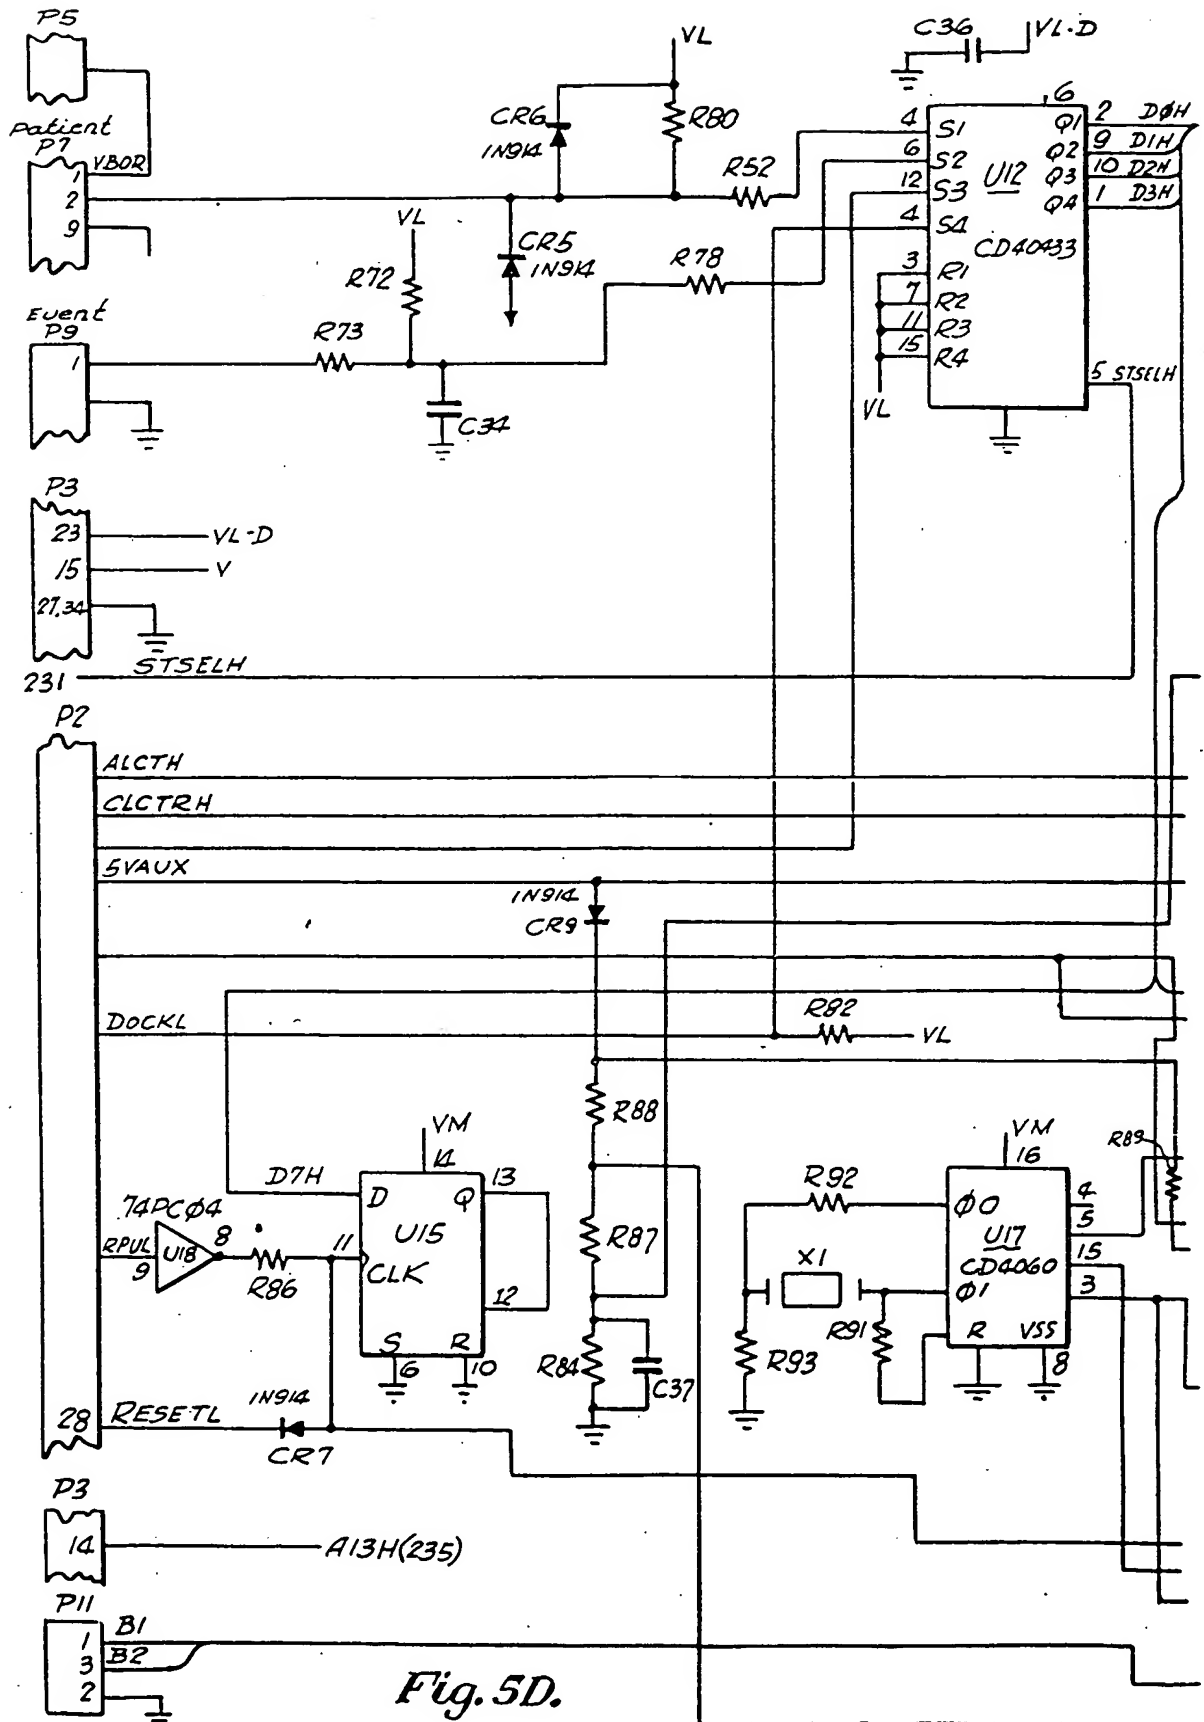 P5
Patient
P7
VBOR
1
2
9
Event
P9
1
VL
CR6
1N914
R80
R52
CR5
1N914
VL
R72
R73
R78
C34
C36
VL-D
6
4 S1
6 S2
12 S3
4 S4
3 R1
7 R2
11 R3
15 R4
VL
U12
CD40433
Q1 2 DØH
Q2 9 D1H
Q3 10 D2H
Q4 1 D3H
5 STSELH
P3
23 VL-D
15 V
27,34
231 STSELH
P2
ALCTH
CLCTRH
5VAUX
1N914
CR9
DOCKL
R82
VL
R88
R87
R84
C37
D7H
VM
14
D
Q
13
U15
11
CLK
12
S
R
6
10
74PCØ4
RPUL
9
U18
8
R86
28 RESETL
1N914
CR7
R92
X1
R91
R93
VM
16
ΦO
U17
CD4060
Φ1
R
VSS
8
4
5
15
3
R89
P3
14 A13H(235)
P11
1 B1
3 B2
2
Fig. 5D.